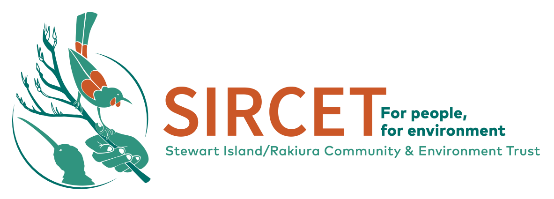 SIRCET
For people,
for environment
Stewart Island/Rakiura Community & Environment Trust